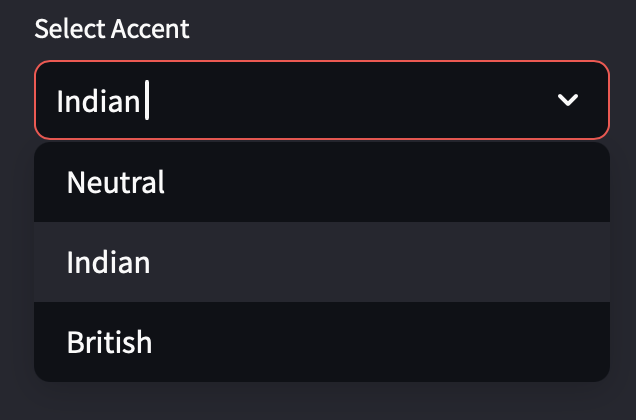 Select Accent
Indian
Neutral
Indian
British